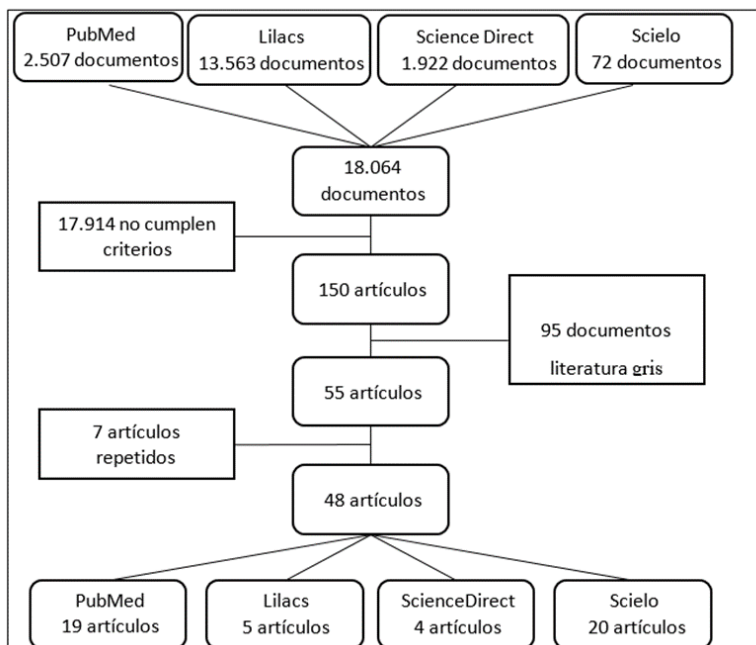 PubMed
2.507 documentos
Lilacs
13.563 documentos
Science Direct
1.922 documentos
Scielo
72 documentos
18.064
documentos
17.914 no cumplen
criterios
150 artículos
95 documentos
literatura gris
55 artículos
7 artículos
repetidos
48 artículos
PubMed
19 artículos
Lilacs
5 artículos
ScienceDirect
4 artículos
Scielo
20 artículos